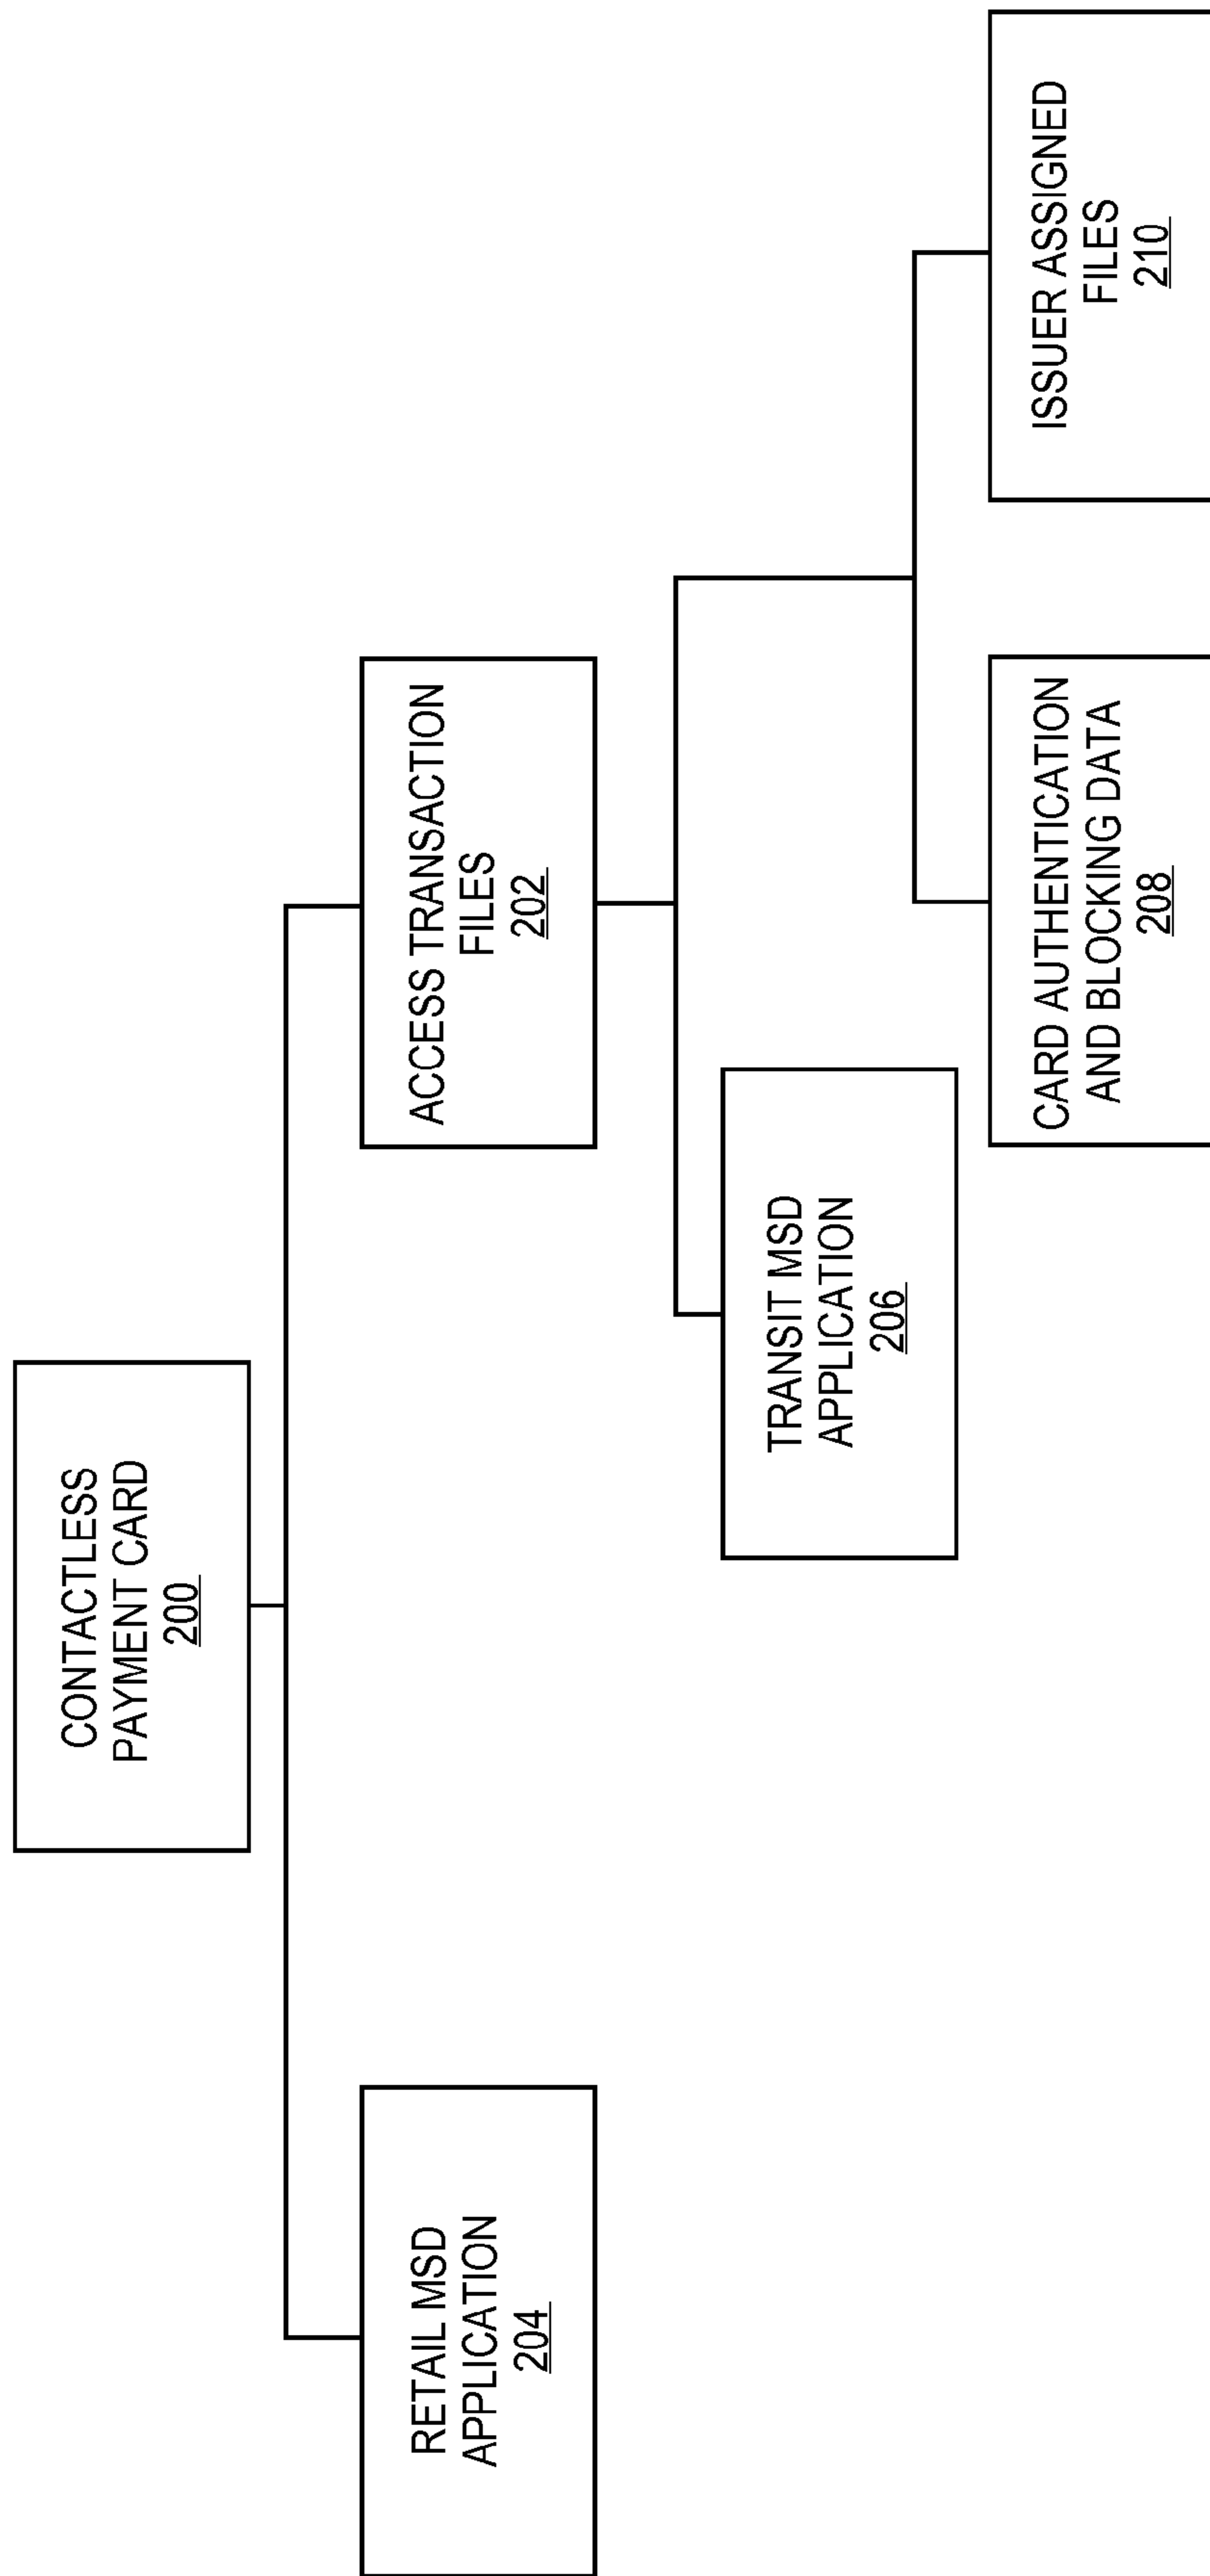 CONTACTLESS
PAYMENT CARD
200
RETAIL MSD
APPLICATION
204
ACCESS TRANSACTION
FILES
202
TRANSIT MSD
APPLICATION
206
CARD AUTHENTICATION
AND BLOCKING DATA
208
ISSUER ASSIGNED
FILES
210